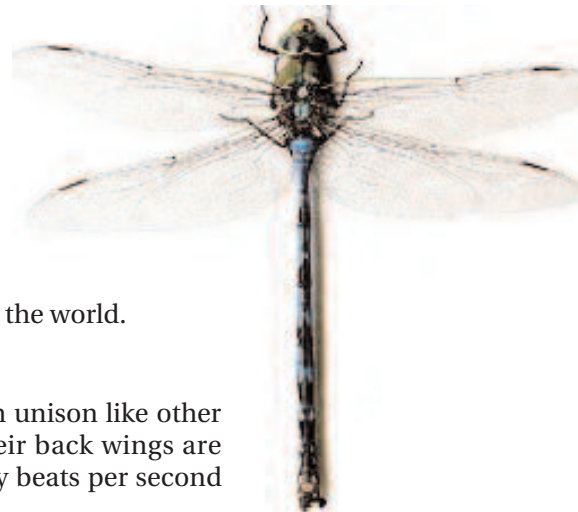 the world.
unison like other
eir back wings are
beats per second